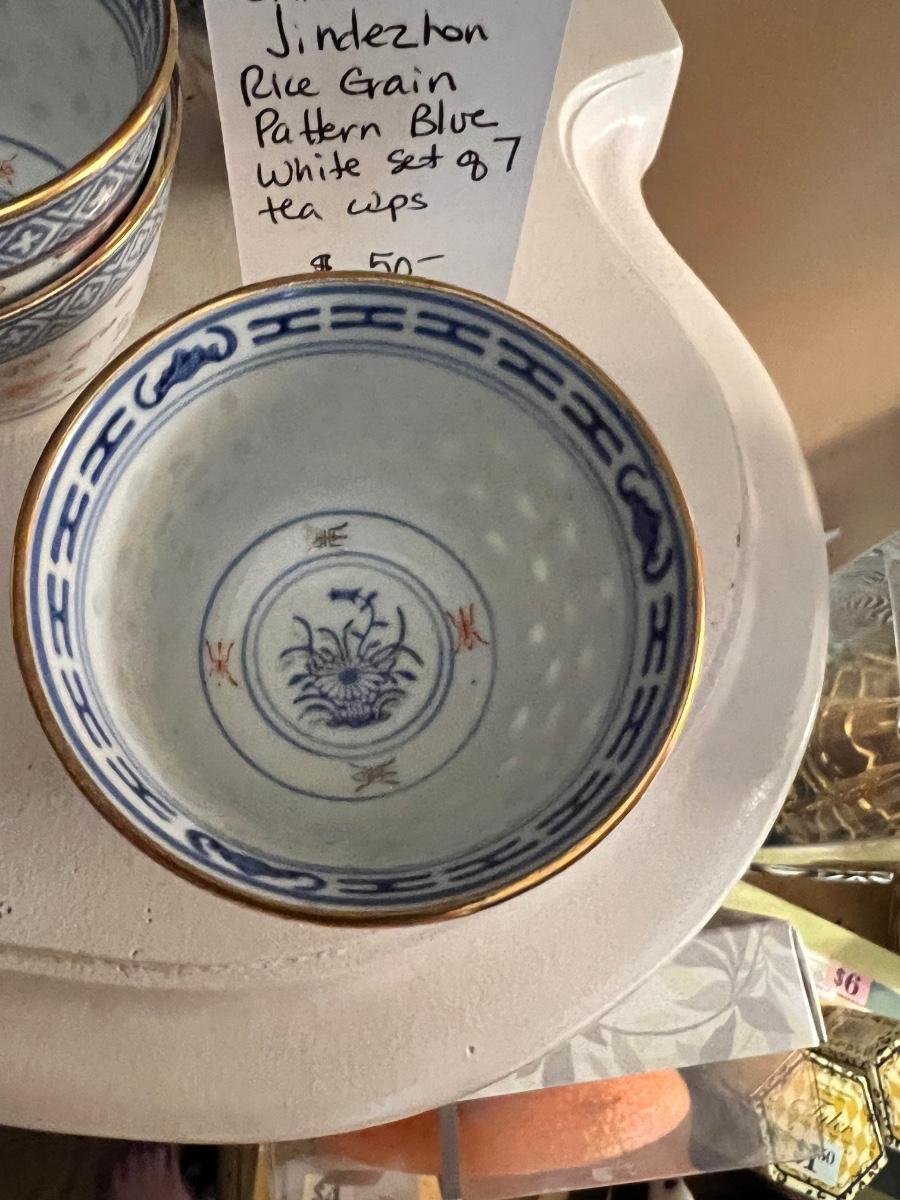 Jindezhon
Rice Grain
Pattern Blue
White set of 7
tea cups
$ 50-
$6